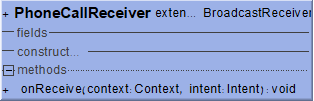 + PhoneCallReceiver exten... BroadcastReceiver
fields
construct...
methods
+ onReceive(context: Context, intent: Intent): void